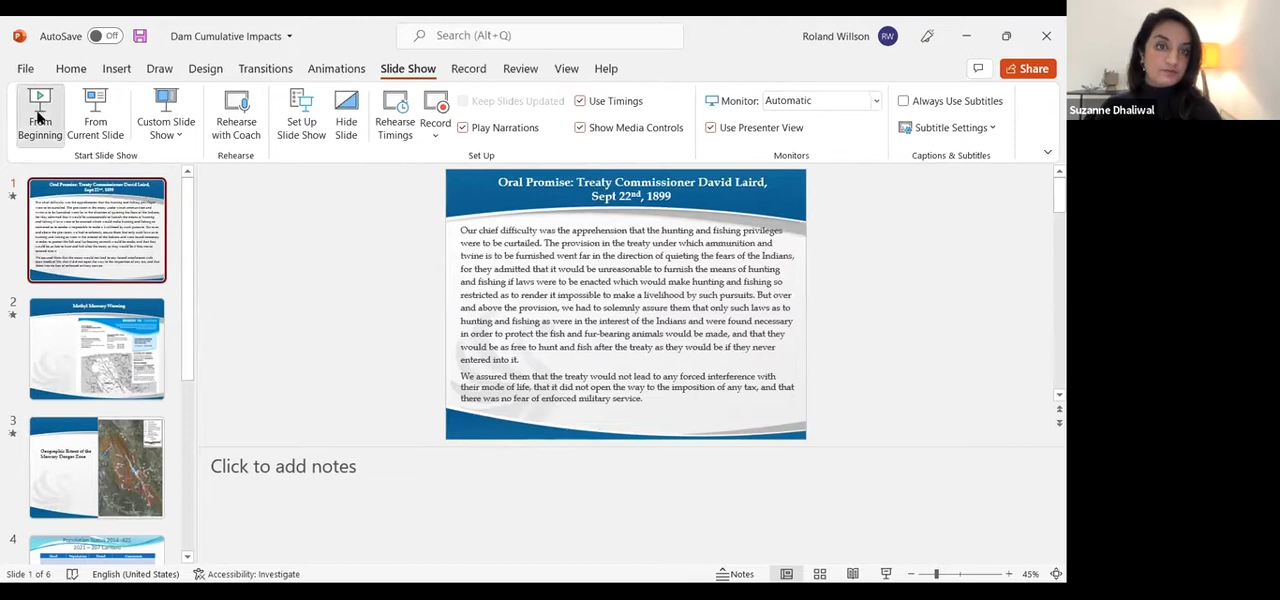 AutoSave Off Dam Cumulative Impacts Search (Alt+Q) Roland Willson RW
File Home Insert Draw Design Transitions Animations Slide Show Record Review View Help Share
From Beginning
From Current Slide
Custom Slide Show
Start Slide Show
Rehearse with Coach
Rehearse
Set Up Slide Show
Hide Slide
Rehearse Timings
Record
Keep Slides Updated
Play Narrations
Use Timings
Show Media Controls
Set Up
Monitor: Automatic
Use Presenter View
Monitors
Always Use Subtitles
Subtitle Settings
Captions & Subtitles
Suzanne Dhaliwal
1
Oral Promise: Treaty Commissioner David Laird,
Sept 22nd, 1899
2
Methyl Mercury Warning
3
Geographic Extent of the
Mercury Danger Zone
4
Oral Promise: Treaty Commissioner David Laird,
Sept 22nd, 1899
Our chief difficulty was the apprehension that the hunting and fishing privileges
were to be curtailed. The provision in the treaty under which ammunition and
twine is to be furnished went far in the direction of quieting the fears of the Indians,
for they admitted that it would be unreasonable to furnish the means of hunting
and fishing if laws were to be enacted which would make hunting and fishing so
restricted as to render it impossible to make a livelihood by such pursuits. But over
and above the provision, we had to solemnly assure them that only such laws as to
hunting and fishing as were in the interest of the Indians and were found necessary
in order to protect the fish and fur-bearing animals would be made, and that they
would be as free to hunt and fish after the treaty as they would be if they never
entered into it.
We assured them that the treaty would not lead to any forced interference with
their mode of life, that it did not open the way to the imposition of any tax, and that
there was no fear of enforced military service.
Click to add notes
Slide 1 of 6 English (United States) Accessibility: Investigate Notes 45%